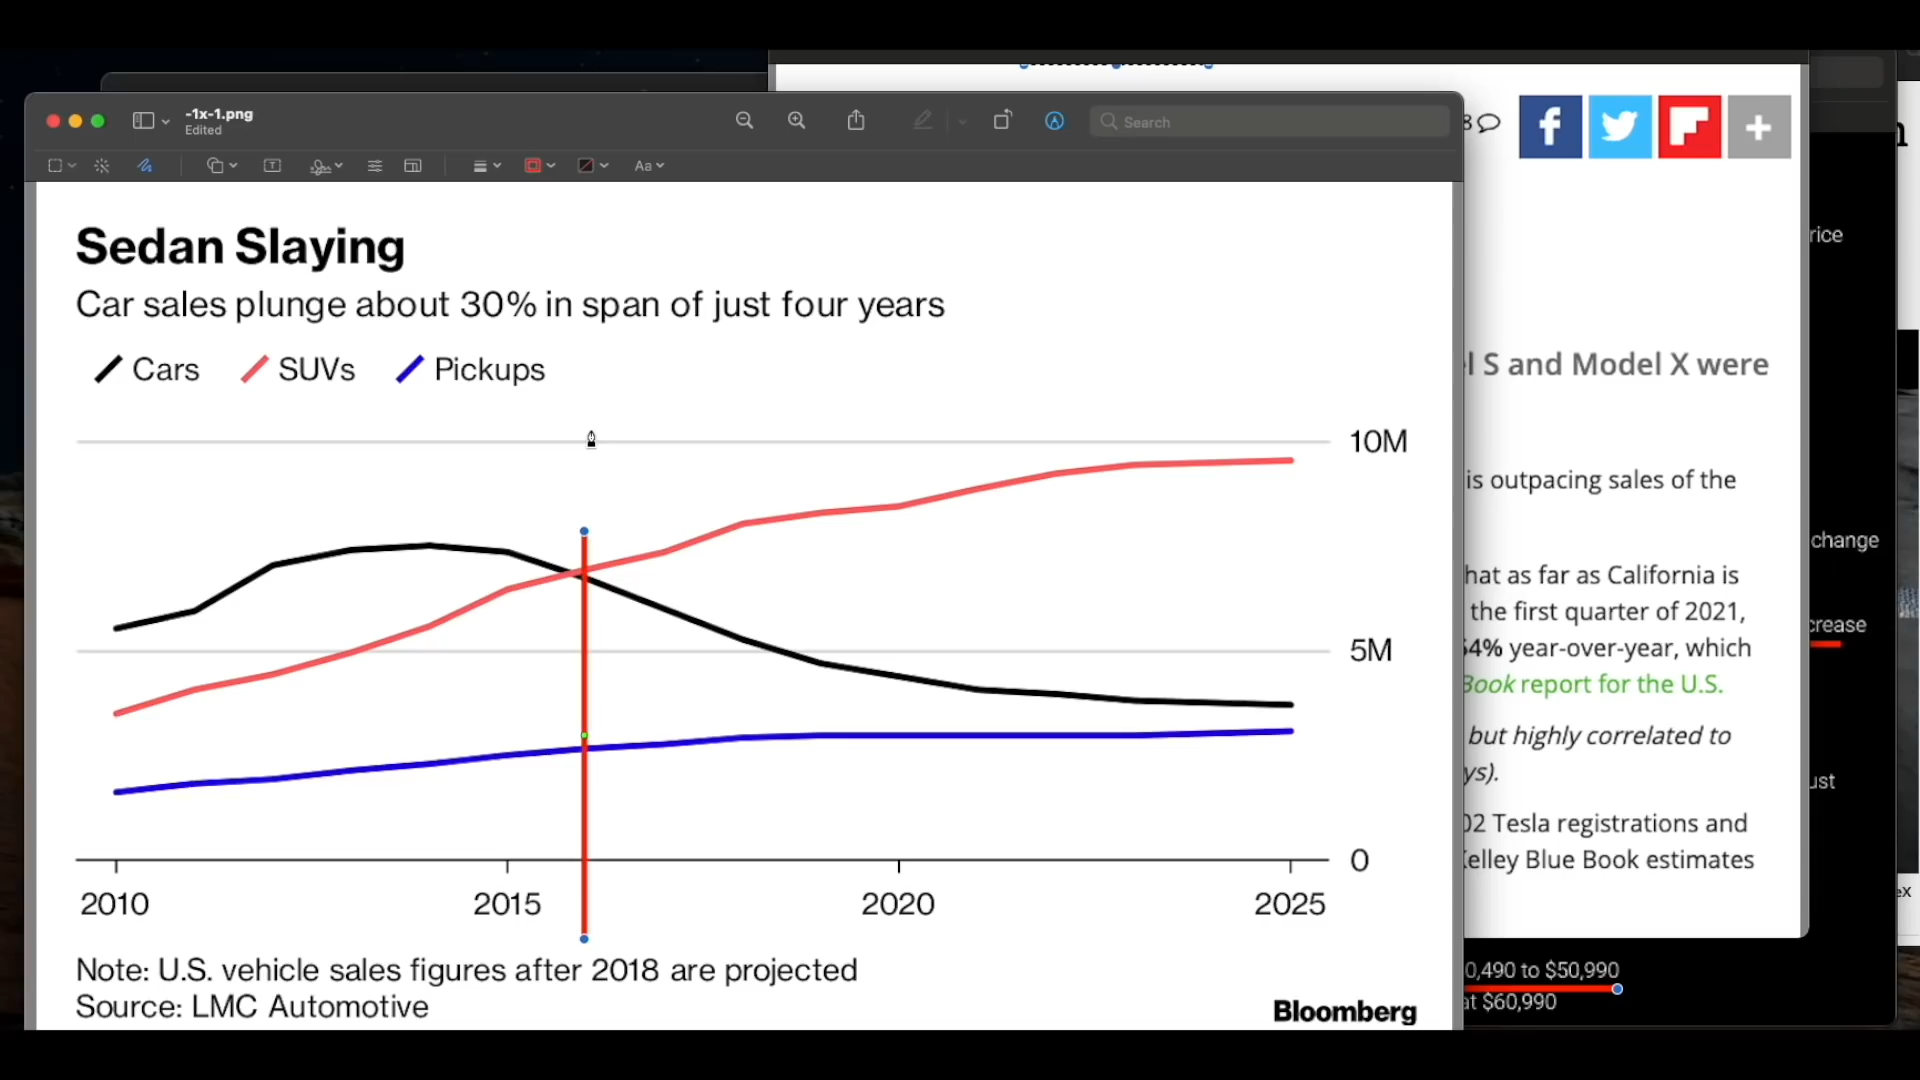 -1x-1.png
Edited
Search
Aa
Sedan Slaying
Car sales plunge about 30% in span of just four years
Cars SUVs Pickups
10M
5M
0
2010 2015 2020 2025
Note: U.S. vehicle sales figures after 2018 are projected
Source: LMC Automotive
Bloomberg
8
S and Model X were
is outpacing sales of the
hat as far as California is
the first quarter of 2021,
4% year-over-year, which
Book report for the U.S.
but highly correlated to
ys).
02 Tesla registrations and
Kelley Blue Book estimates
rice
change
crease
ust
0,490 to $50,990
at $60,990